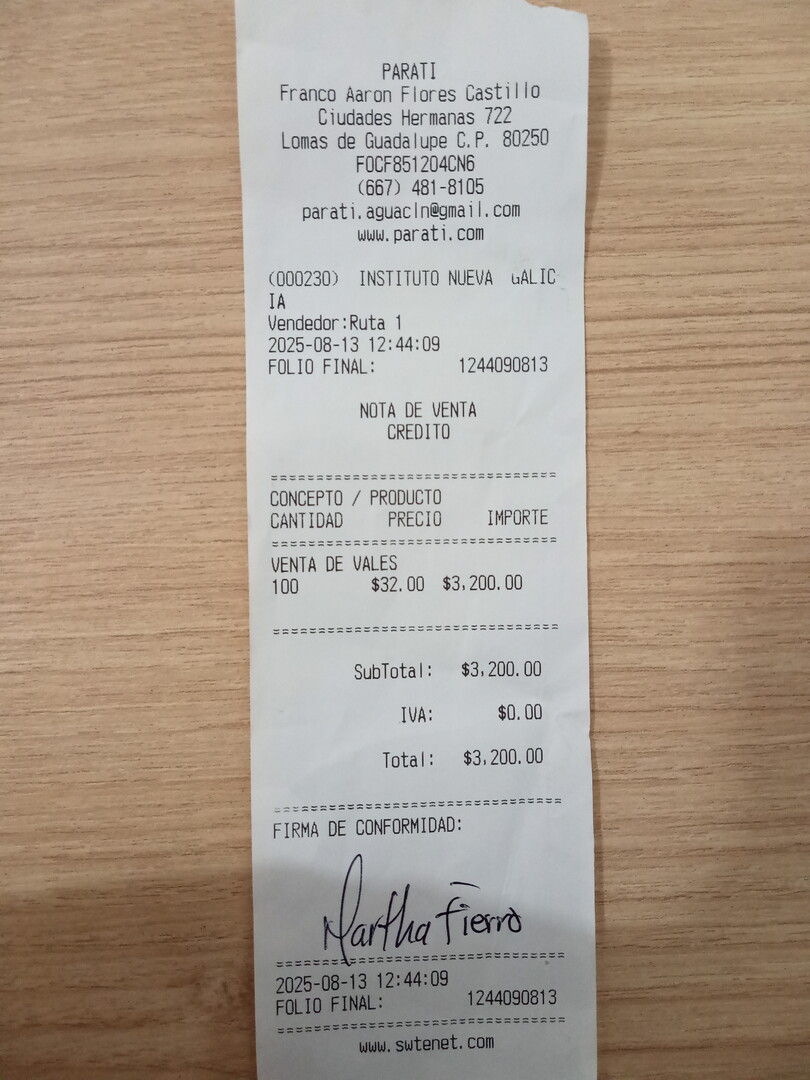 PARATI
Franco Aaron Flores Castillo
Ciudades Hermanas 722
Lomas de Guadalupe C.P. 80250
FOCF851204CN6
(667) 481-8105
parati.aguacln@gmail.com
www.parati.com
(000230) INSTITUTO NUEVA GALIC
IA
Vendedor:Ruta 1
2025-08-13 12:44:09
FOLIO FINAL: 1244090813
NOTA DE VENTA
CREDITO
===============================
CONCEPTO / PRODUCTO
CANTIDAD PRECIO IMPORTE
===============================
VENTA DE VALES
100 $32.00 $3,200.00
===============================
SubTotal: $3,200.00
IVA: $0.00
Total: $3,200.00
===============================
FIRMA DE CONFORMIDAD:
Martha Fierro
===============================
2025-08-13 12:44:09
FOLIO FINAL: 1244090813
===============================
www.swtenet.com